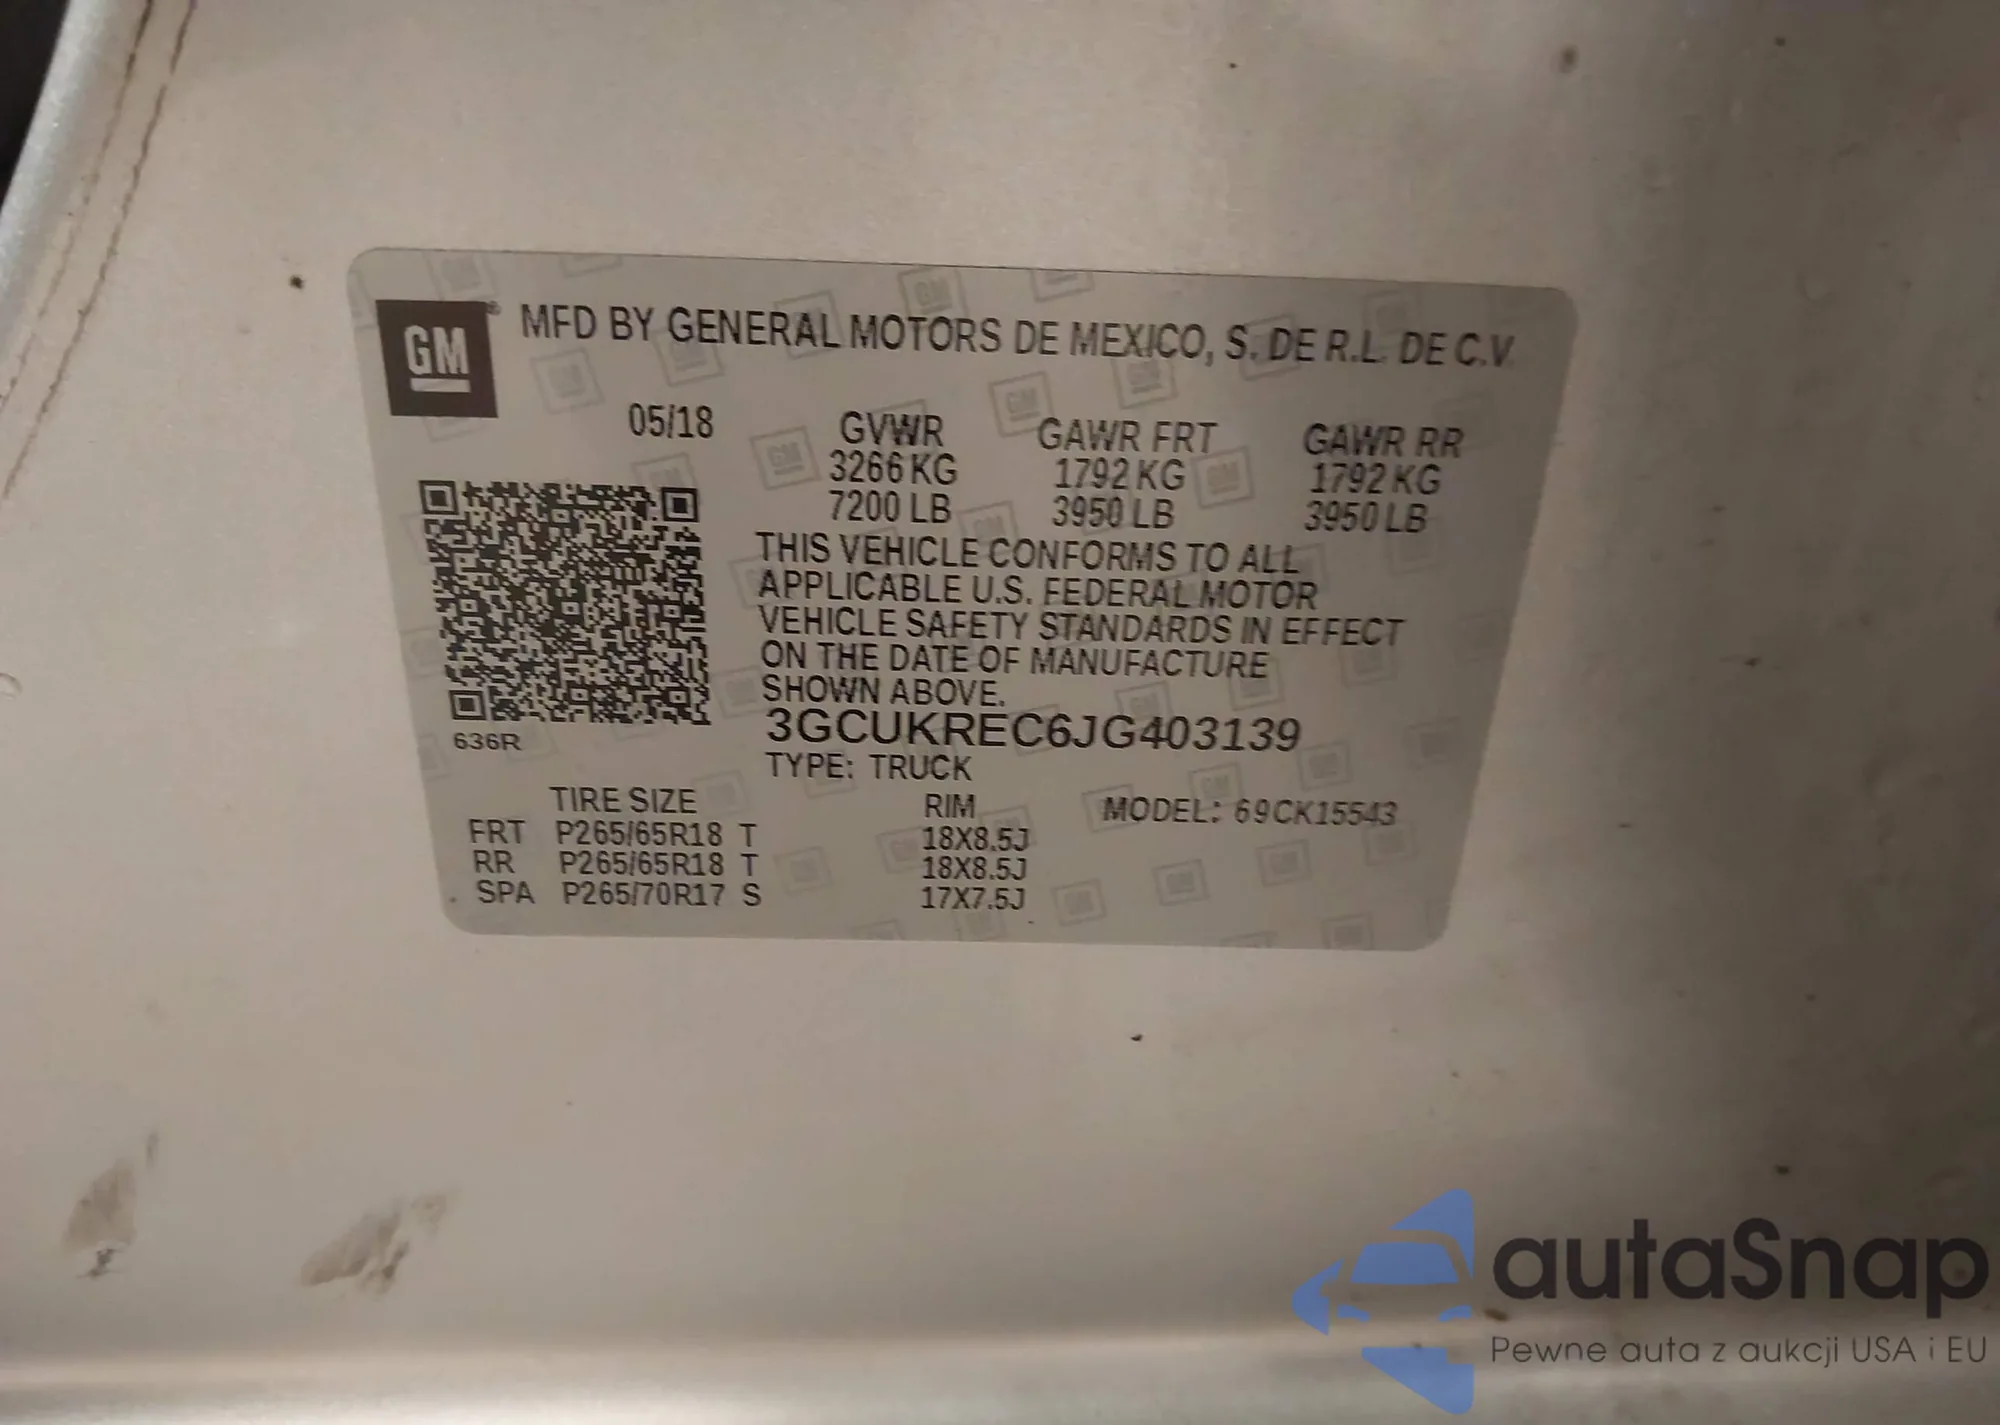 GM ® MFD BY GENERAL MOTORS DE MEXICO, S. DE R.L. DE C.V.
05/18 GVWR GAWR FRT GAWR RR
3266 KG 1792 KG 1792 KG
7200 LB 3950 LB 3950 LB
THIS VEHICLE CONFORMS TO ALL
APPLICABLE U.S. FEDERAL MOTOR
VEHICLE SAFETY STANDARDS IN EFFECT
ON THE DATE OF MANUFACTURE
SHOWN ABOVE.
636R 3GCUKREC6JG403139
TYPE: TRUCK
TIRE SIZE RIM MODEL: 69CK15543
FRT P265/65R18 T 18X8.5J
RR P265/65R18 T 18X8.5J
SPA P265/70R17 S 17X7.5J
autaSnap
Pewne auta z aukcji USA i EU